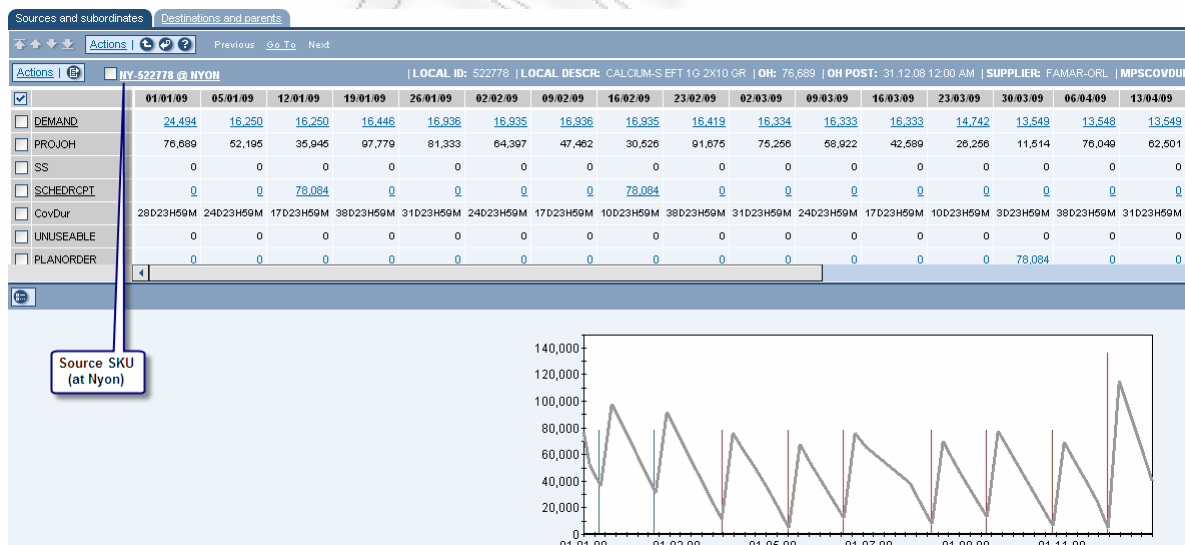 Sources and subordinates Destinations and parents
Actions | Previous Go To Next
Actions | NY-522778 @ NYON | LOCAL ID: 522778 | LOCAL DESCR: CALCIUM-S EFT 1G 2X10 GR | OH: 76,689 | OH POST: 31.12.08 12:00 AM | SUPPLIER: FAMAR-ORL | MPSCOVDUR
01/01/09 05/01/09 12/01/09 19/01/09 26/01/09 02/02/09 09/02/09 16/02/09 23/02/09 02/03/09 09/03/09 16/03/09 23/03/09 30/03/09 06/04/09 13/04/09
DEMAND 24,494 16,250 16,250 16,446 16,936 16,935 16,936 16,935 16,419 16,334 16,333 16,333 14,742 13,549 13,548 13,549
PROJOH 76,689 52,195 35,945 97,779 81,333 64,397 47,462 30,526 91,675 75,256 58,922 42,589 26,256 11,514 76,049 62,501
SS 0 0 0 0 0 0 0 0 0 0 0 0 0 0 0 0
SCHEDRCPT 0 0 78,084 0 0 0 0 78,084 0 0 0 0 0 0 0 0
CovDur 28D23H59M 24D23H59M 17D23H59M 38D23H59M 31D23H59M 24D23H59M 17D23H59M 10D23H59M 38D23H59M 31D23H59M 24D23H59M 17D23H59M 10D23H59M 3D23H59M 38D23H59M 31D23H59M
UNUSEABLE 0 0 0 0 0 0 0 0 0 0 0 0 0 0 0 0
PLANORDER 0 0 0 0 0 0 0 0 0 0 0 0 0 78,084 0 0
Source SKU
(at Nyon)
140,000
120,000
100,000
80,000
60,000
40,000
20,000
0